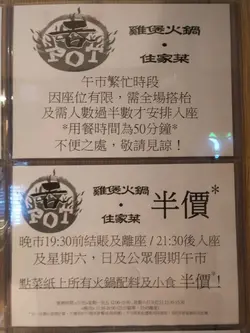 POT
雞煲火鍋
·
住家菜
午市繁忙時段
因座位有限，需全場搭枱
及需人數過半數才安排入座
*用餐時間為50分鐘*
不便之處，敬請見諒！
POT
雞煲火鍋
·
住家菜
半價*
晚市19:30前結賬及離座 / 21:30後入座
及星期六，日及公眾假期午市
點菜紙上所有火鍋配料及小食 半價*！